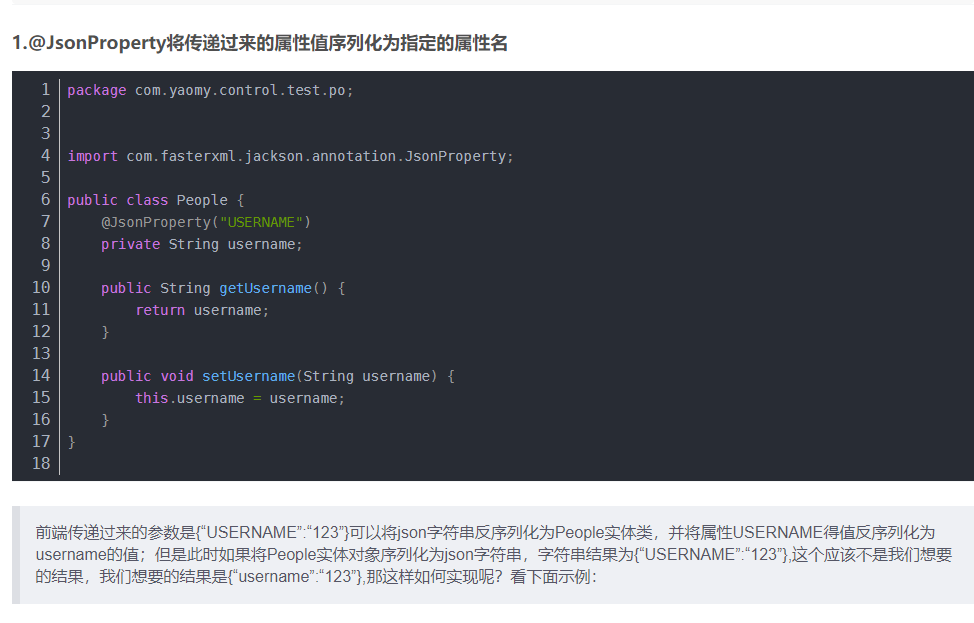 1.@JsonProperty将传递过来的属性值序列化为指定的属性名
1 package com.yaomy.control.test.po;
2
3
4 import com.fasterxml.jackson.annotation.JsonProperty;
5
6 public class People {
7     @JsonProperty("USERNAME")
8     private String username;
9
10     public String getUsername() {
11         return username;
12     }
13
14     public void setUsername(String username) {
15         this.username = username;
16     }
17 }
18
前端传递过来的参数是{“USERNAME”:“123”}可以将json字符串反序列化为People实体类，并将属性USERNAME得值反序列化为
username的值；但是此时如果将People实体对象序列化为json字符串，字符串结果为{“USERNAME”:“123”},这个应该不是我们想要
的结果，我们想要的结果是{“username”:“123”},那这样如何实现呢？看下面示例：